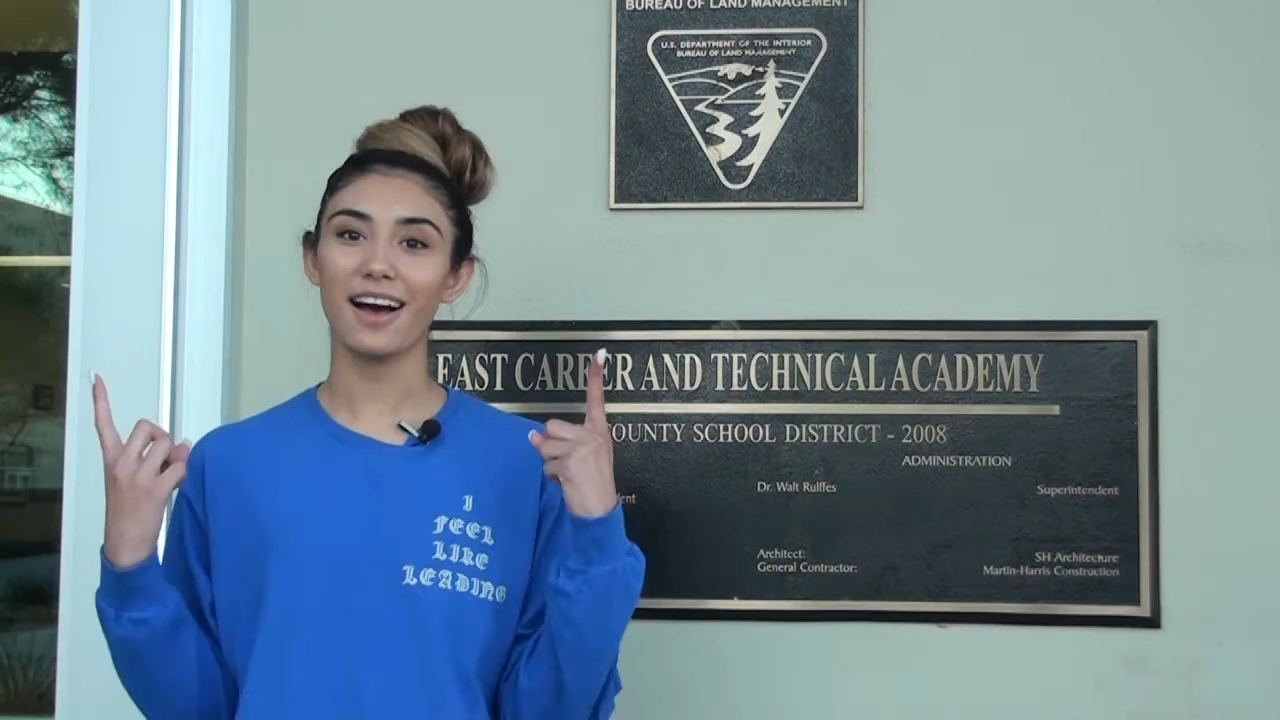 BUREAU OF LAND MANAGEMENT
U.S. DEPARTMENT OF THE INTERIOR
BUREAU OF LAND MANAGEMENT
EAST CAREER AND TECHNICAL ACADEMY
OUNTY SCHOOL DISTRICT - 2008
ADMINISTRATION
Dr. Walt Rulffes
Superintendent
Architect:
SH Architecture
General Contractor:
Martin-Harris Construction
I
FEEL
LIKE
LEADING